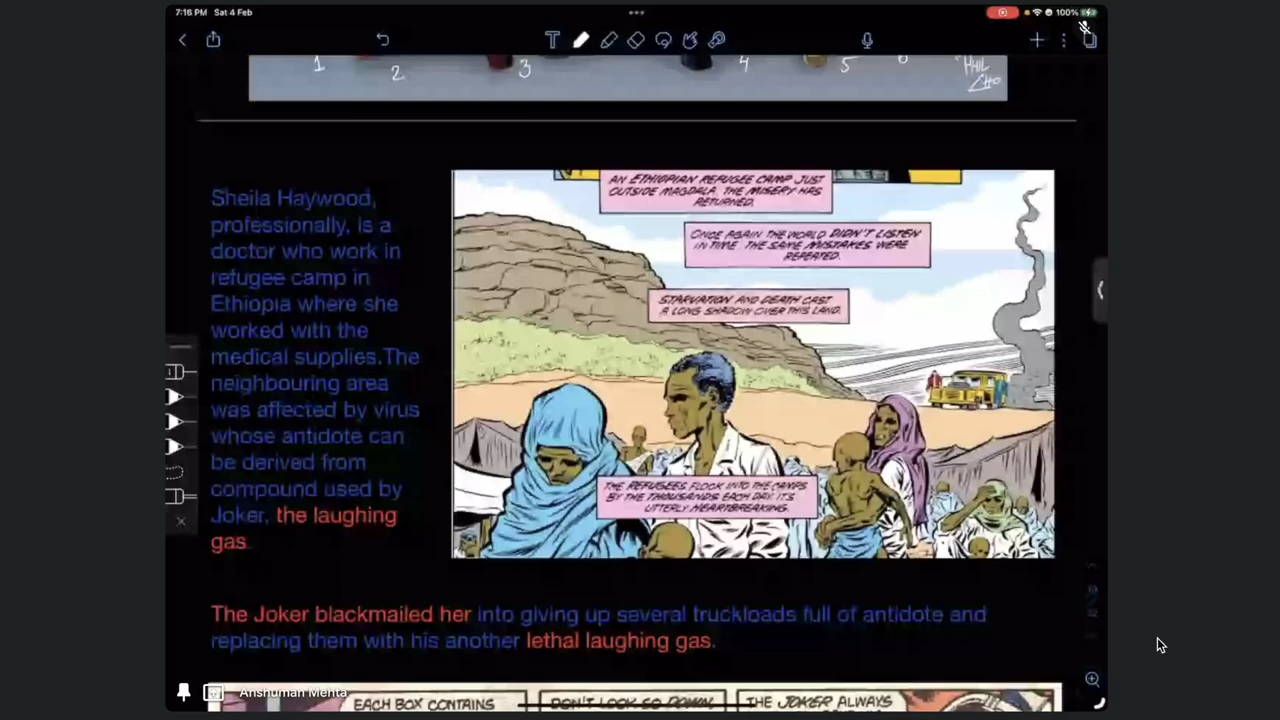 7:16 PM Sat 4 Feb
100%
1 2 3 4 5 6 PHIL CHO
AN ETHIOPIAN REFUGEE CAMP JUST
OUTSIDE MAGDALA. THE MISERY HAS
RETURNED.
ONCE AGAIN THE WORLD DIDN'T LISTEN
IN TIME. THE SAME MISTAKES WERE
REPEATED.
STARVATION AND DEATH CAST
A LONG SHADOW OVER THIS LAND.
THE REFUGEES FLOCK INTO THE CAMPS
BY THE THOUSANDS EACH DAY. IT'S
UTTERLY HEARTBREAKING.
Sheila Haywood,
professionally, is a
doctor who work in
refugee camp in
Ethiopia where she
worked with the
medical supplies.The
neighbouring area
was affected by virus
whose antidote can
be derived from
compound used by
Joker, the laughing
gas.
The Joker blackmailed her into giving up several truckloads full of antidote and
replacing them with his another lethal laughing gas.
Anshuman Mehta
EACH BOX CONTAINS
DON'T LOOK SO DOWN,
THE JOKER ALWAYS